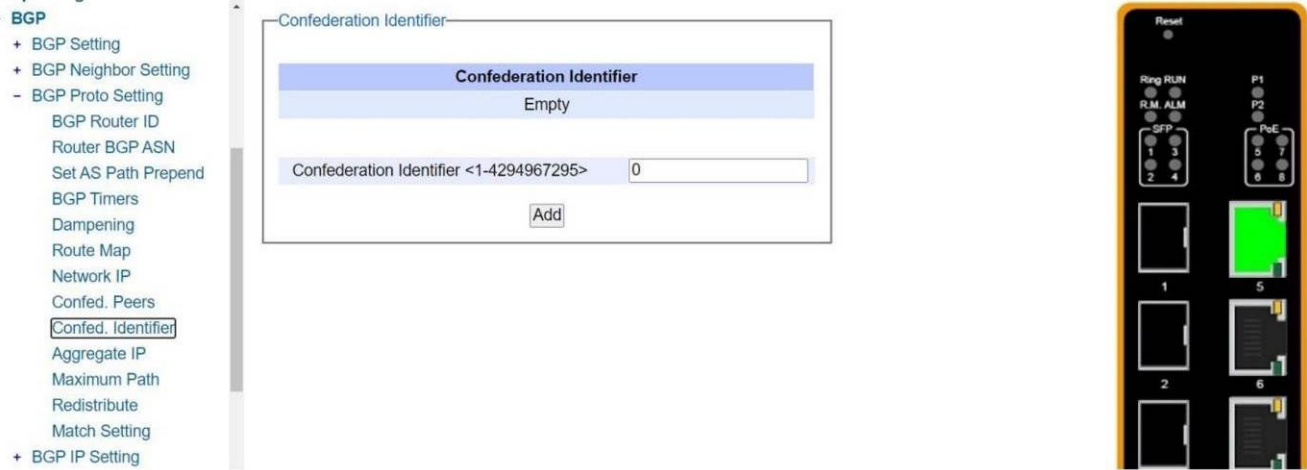 BGP
+ BGP Setting
+ BGP Neighbor Setting
- BGP Proto Setting
BGP Router ID
Router BGP ASN
Set AS Path Prepend
BGP Timers
Dampening
Route Map
Network IP
Confed. Peers
Confed. Identifier
Aggregate IP
Maximum Path
Redistribute
Match Setting
+ BGP IP Setting
Confederation Identifier
Confederation Identifier
Empty
Confederation Identifier <1-4294967295> 0
Add
Reset
Ring RUN P1
R.M. ALM P2
SFP PoE
1 3 5 7
2 4 6 8
1 5
2 6